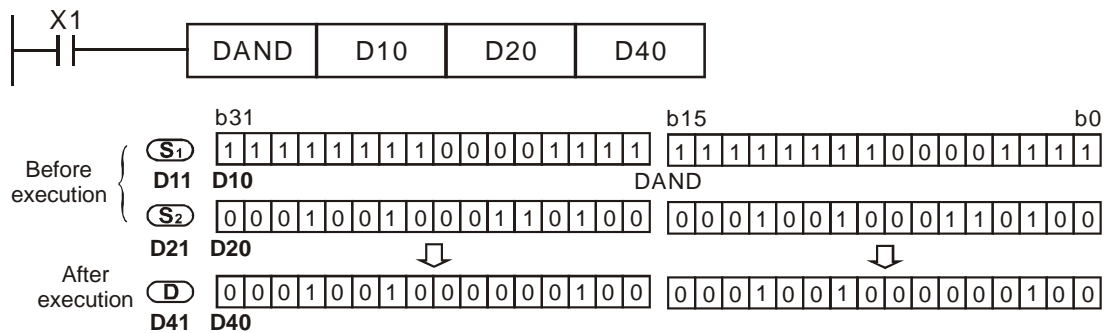 X1
DAND D10 D20 D40
b31 b15 b0
Before execution
S1 1 1 1 1 1 1 1 1 0 0 0 0 1 1 1 1 1 1 1 1 1 1 1 1 0 0 0 0 1 1 1 1
D11 D10 DAND
S2 0 0 0 1 0 0 1 0 0 0 1 1 0 1 0 0 0 0 0 1 0 0 1 0 0 0 1 1 0 1 0 0
D21 D20
After execution
D 0 0 0 1 0 0 1 0 0 0 0 0 0 1 0 0 0 0 0 1 0 0 1 0 0 0 0 0 0 1 0 0
D41 D40